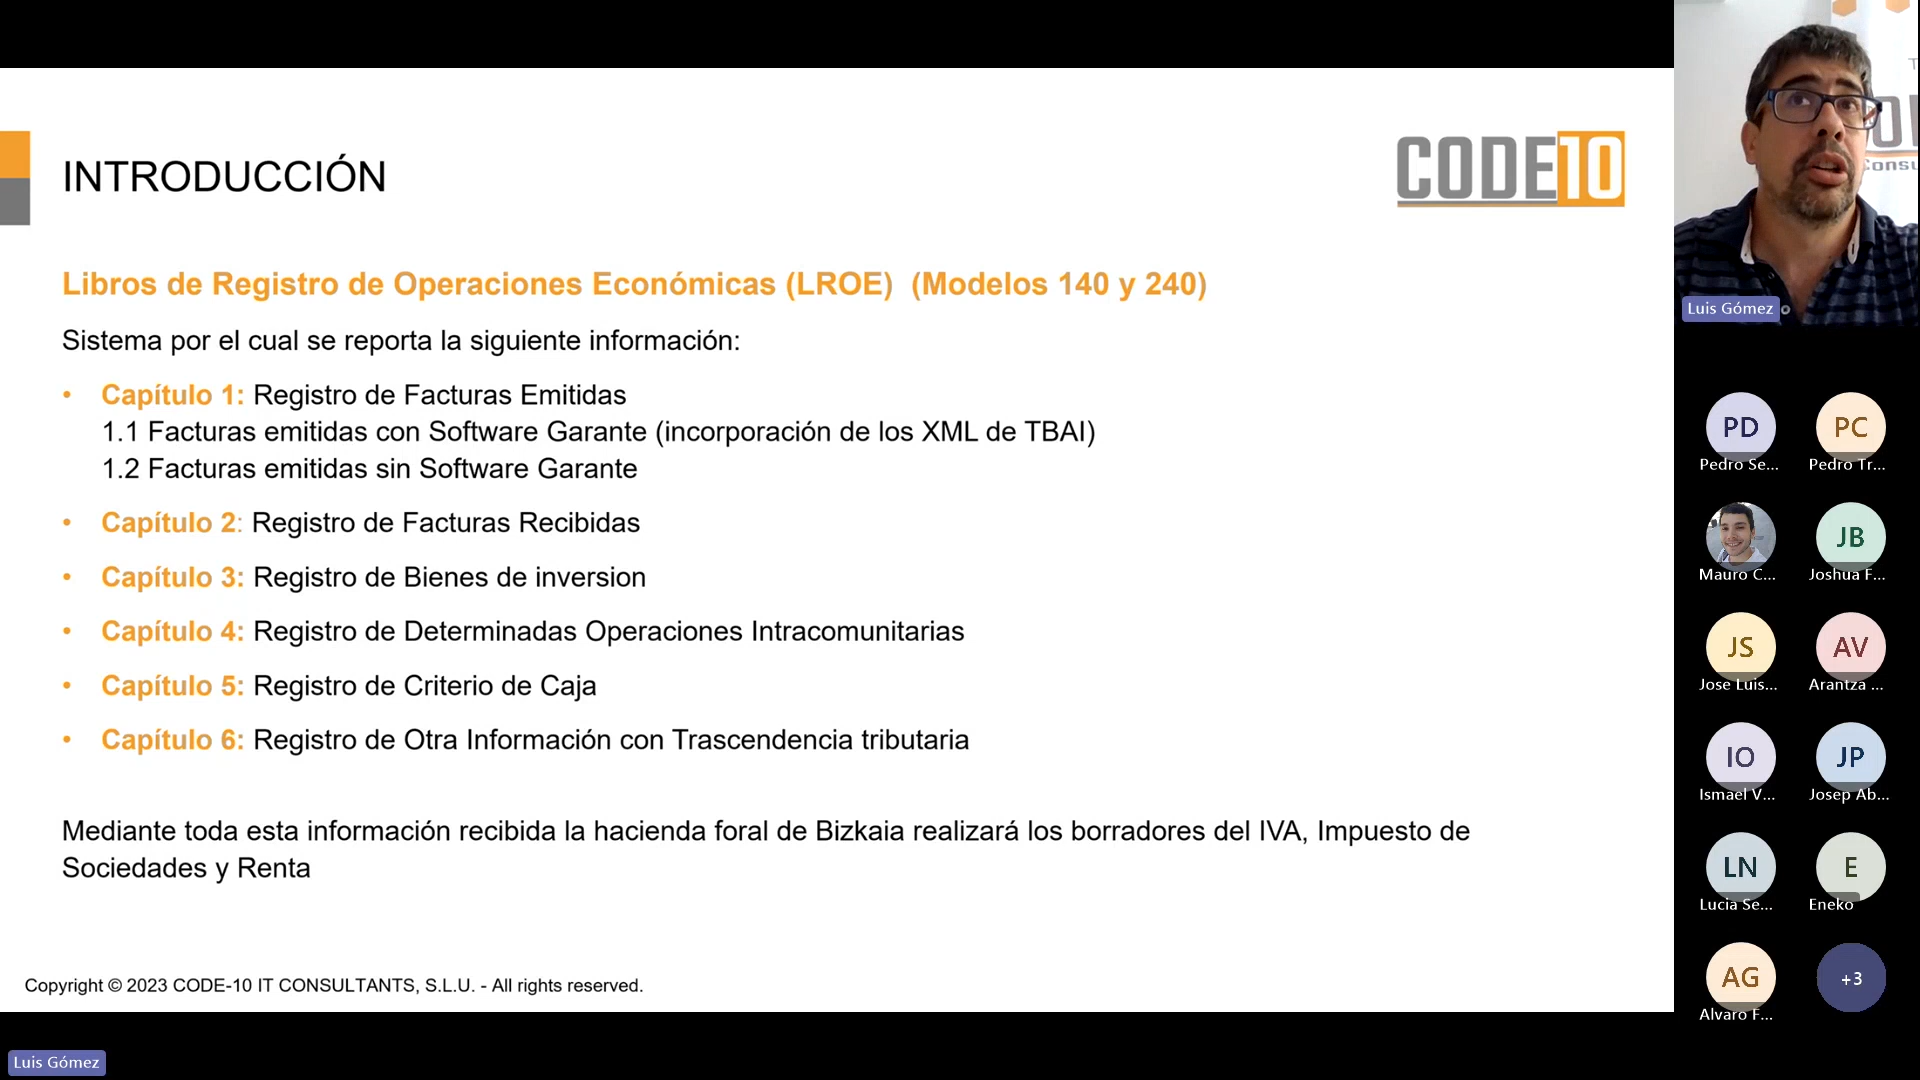 INTRODUCCIÓN
CODE10
Libros de Registro de Operaciones Económicas (LROE)  (Modelos 140 y 240)
Sistema por el cual se reporta la siguiente información:
• Capítulo 1: Registro de Facturas Emitidas
1.1 Facturas emitidas con Software Garante (incorporación de los XML de TBAI)
1.2 Facturas emitidas sin Software Garante
• Capítulo 2: Registro de Facturas Recibidas
• Capítulo 3: Registro de Bienes de inversion
• Capítulo 4: Registro de Determinadas Operaciones Intracomunitarias
• Capítulo 5: Registro de Criterio de Caja
• Capítulo 6: Registro de Otra Información con Trascendencia tributaria
Mediante toda esta información recibida la hacienda foral de Bizkaia realizará los borradores del IVA, Impuesto de
Sociedades y Renta
Copyright © 2023 CODE-10 IT CONSULTANTS, S.L.U. - All rights reserved.
Luis Gómez
Luis Gómez
PD
Pedro Se...
PC
Pedro Tr...
Mauro C...
JB
Joshua F...
JS
Jose Luis...
AV
Arantza ...
IO
Ismael V...
JP
Josep Ab...
LN
Lucia Se...
E
Eneko
AG
Alvaro F...
+3